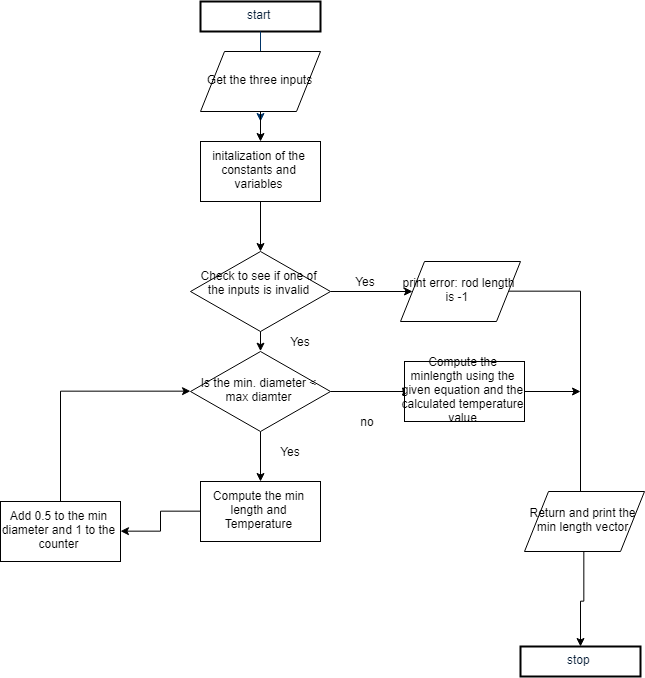 start
Get the three inputs
initalization of the
constants and
variables
Check to see if one of
the inputs is invalid
Yes
print error: rod length
is -1
Yes
Is the min. diameter <
max diamter
Compute the
minlength using the
given equation and the
calculated temperature
value
no
Yes
Compute the min
length and
Temperature
Add 0.5 to the min
diameter and 1 to the
counter
Return and print the
min length vector
stop